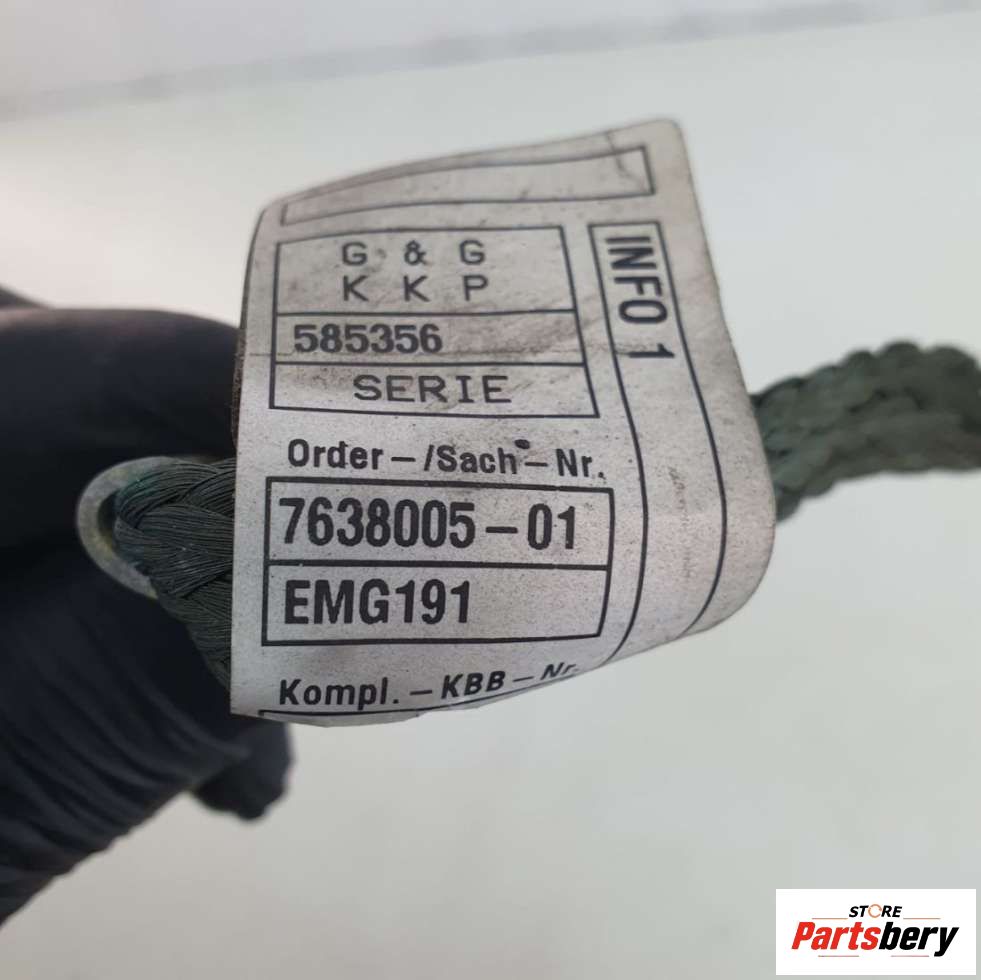 G & G
K K P
585356
SERIE
INFO 1
Order-/Sach-Nr.
7638005-01
EMG191
Kompl.-KBB-Nr.
STORE
Partsbery